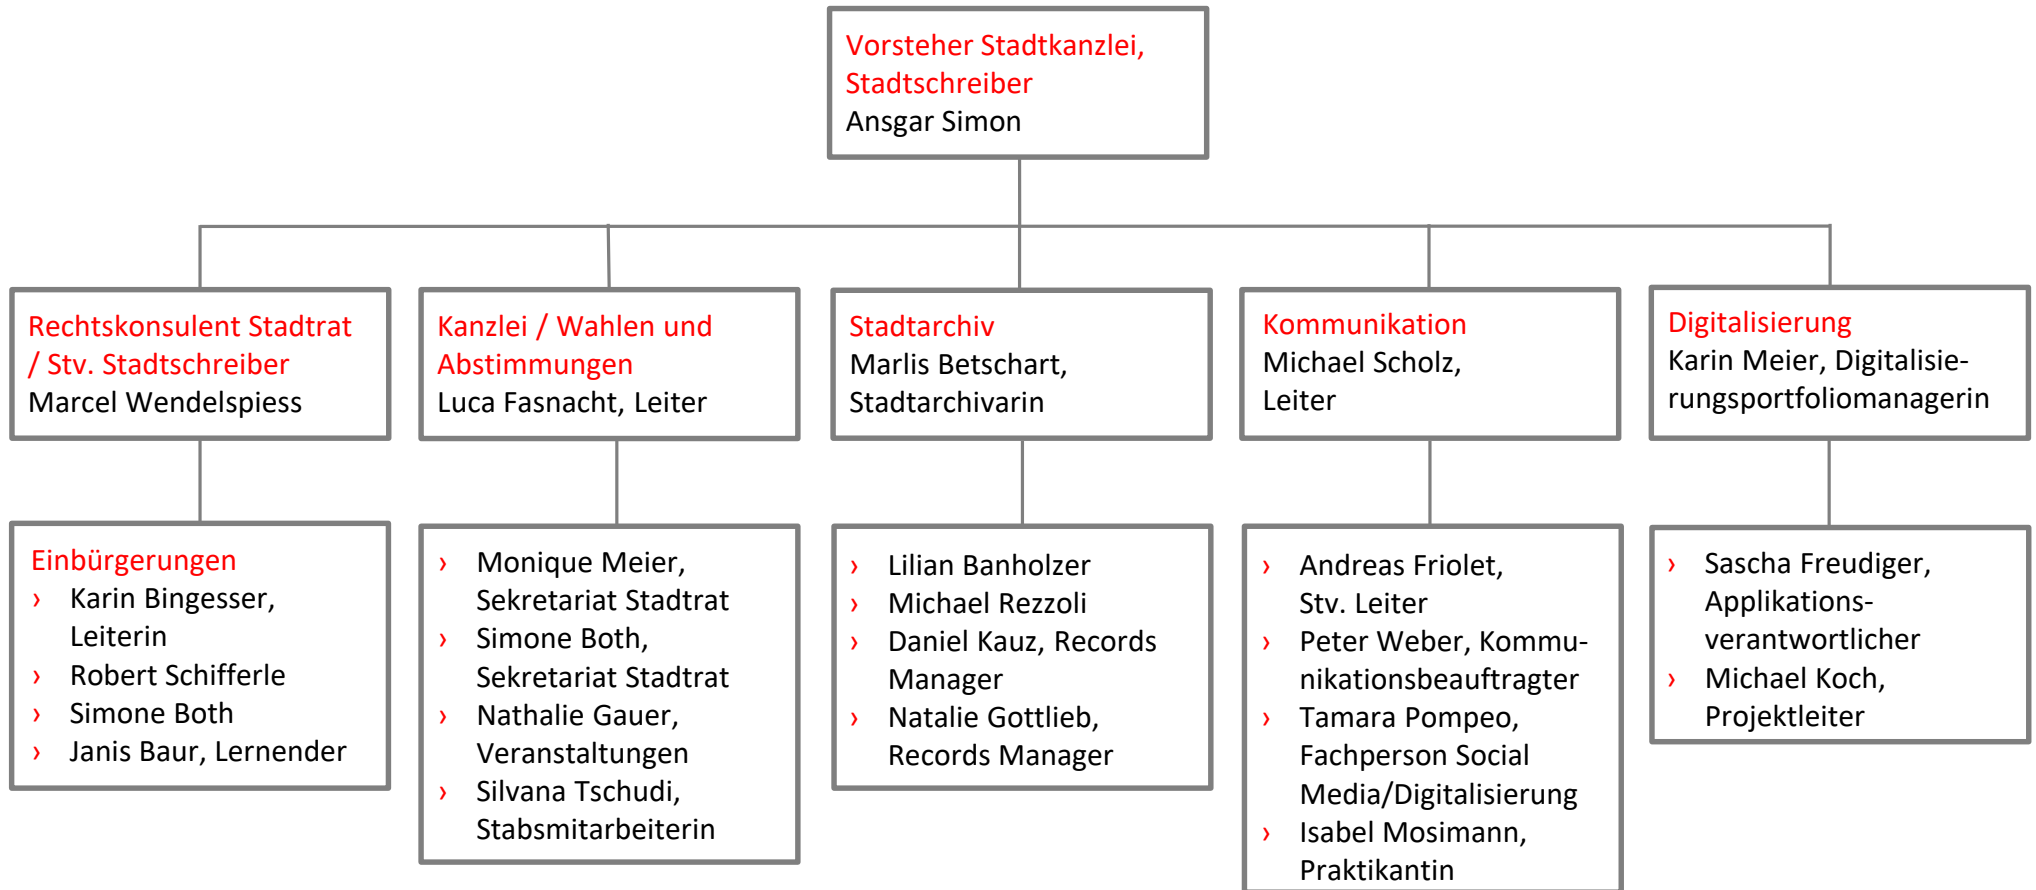 Vorsteher Stadtkanzlei,
Stadtschreiber
Ansgar Simon
Rechtskonsulent Stadtrat
/ Stv. Stadtschreiber
Marcel Wendelspiess
Kanzlei / Wahlen und
Abstimmungen
Luca Fasnacht, Leiter
Stadtarchiv
Marlis Betschart,
Stadtarchivarin
Kommunikation
Michael Scholz,
Leiter
Digitalisierung
Karin Meier, Digitalisie-
rungsportfoliomanagerin
Einbürgerungen
› Karin Bingesser,
Leiterin
› Robert Schifferle
› Simone Both
› Janis Baur, Lernender
› Monique Meier,
Sekretariat Stadtrat
› Simone Both,
Sekretariat Stadtrat
› Nathalie Gauer,
Veranstaltungen
› Silvana Tschudi,
Stabsmitarbeiterin
› Lilian Banholzer
› Michael Rezzoli
› Daniel Kauz, Records
Manager
› Natalie Gottlieb,
Records Manager
› Andreas Friolet,
Stv. Leiter
› Peter Weber, Kommu-
nikationsbeauftragter
› Tamara Pompeo,
Fachperson Social
Media/Digitalisierung
› Isabel Mosimann,
Praktikantin
› Sascha Freudiger,
Applikations-
verantwortlicher
› Michael Koch,
Projektleiter